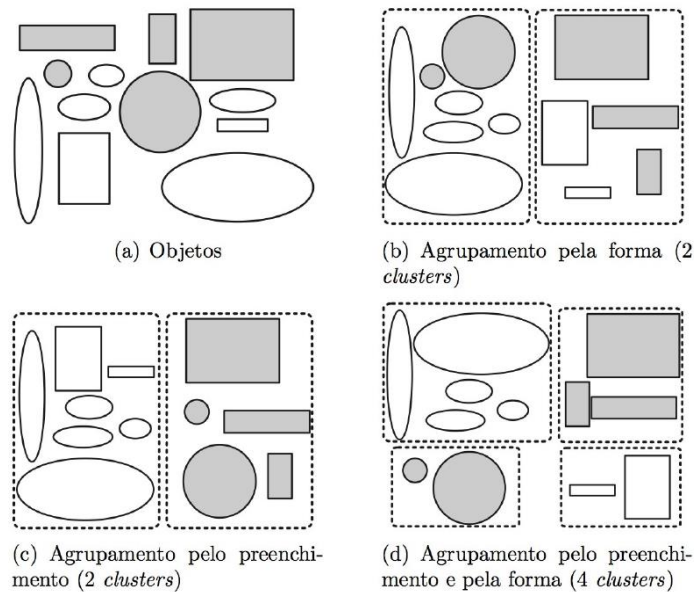 (a) Objetos
(b) Agrupamento pela forma (2
clusters)
(c) Agrupamento pelo preenchi-
mento (2 clusters)
(d) Agrupamento pelo preenchi-
mento e pela forma (4 clusters)